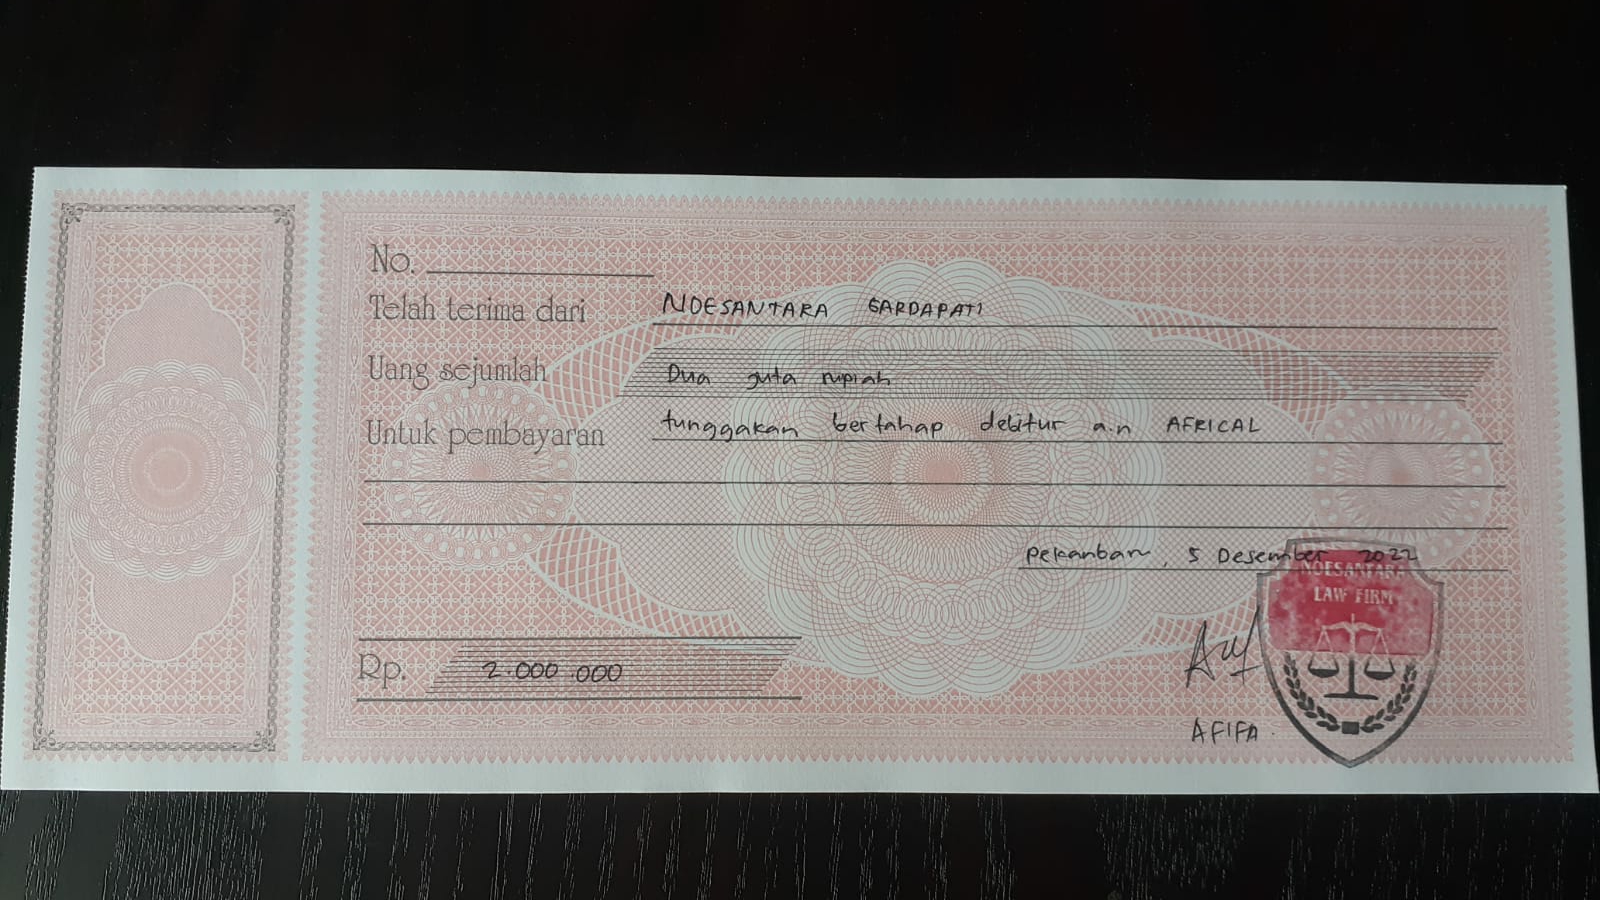 No.
Telah terima dari NOESANTARA GARDAPATI
Uang sejumlah Dua juta rupiah
Untuk pembayaran tunggakan bertahap debitur a.n AFRICAL
Pekanbaru, 5 Desember 2022
NOESANTARA
LAW FIRM
Rp. 2.000.000
AFIFA